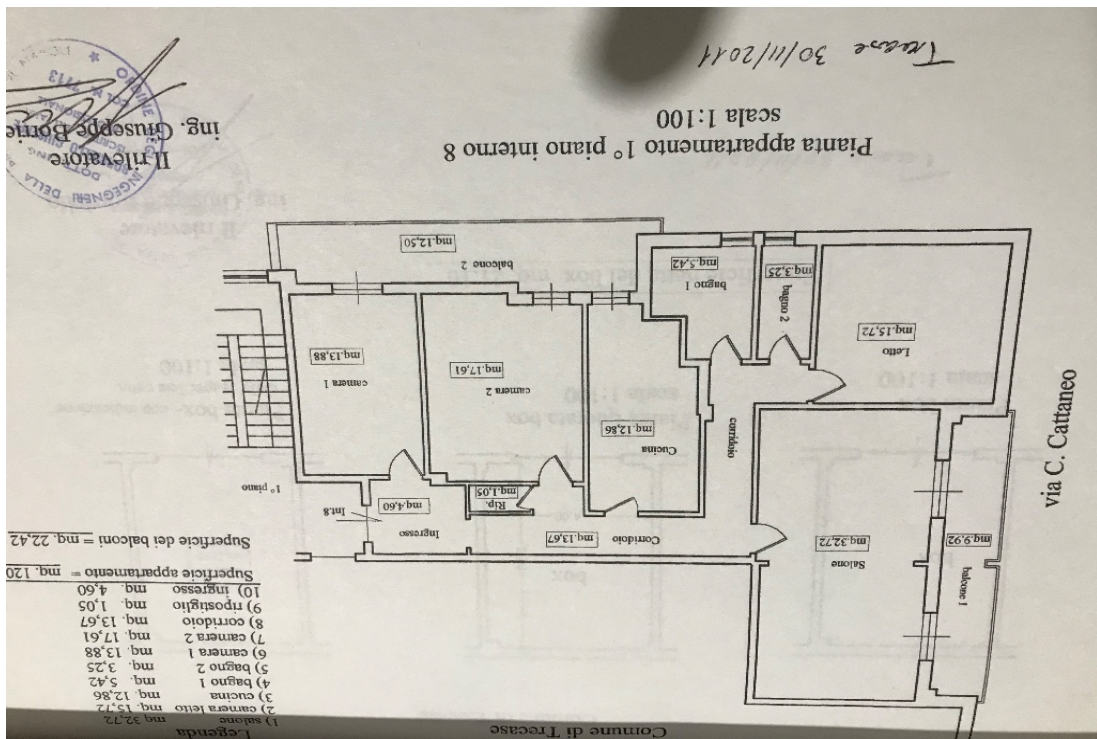 Comune di Trecase
Legenda
1) salone mq. 32,72
2) camera letto mq. 15,72
3) cucina mq. 12,86
4) bagno 1 mq. 5,42
5) bagno 2 mq. 3,25
6) camera 1 mq. 13,88
7) camera 2 mq. 17,61
8) corridoio mq. 13,67
9) ripostiglio mq. 1,05
10) ingresso mq. 4,60
Superficie appartamento = mq. 120
Superficie dei balconi = mq. 22,42
balcone 1
mq.9,92
Salone
mq.32,72
Corridoio
mq.13,67
Ingresso
mq.4,60
Int.8
1° piano
Rip.
mq.1,05
Cucina
mq.12,86
corridoio
camera 2
mq.17,61
camera 1
mq.13,88
Letto
mq.15,72
bagno 2
mq.3,25
bagno 1
mq.5,42
balcone 2
mq.12,50
via C. Cattaneo
Pianta appartamento 1° piano interno 8
scala 1:100
Il rilevatore
ing. Giuseppe Borrie
Trecase 30/11/2011